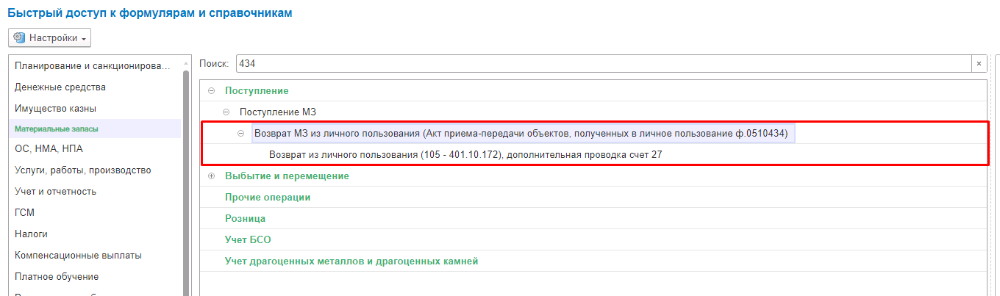 Быстрый доступ к формулярам и справочникам
Настройки
Планирование и санкционирова...
Денежные средства
Имущество казны
Материальные запасы
ОС, НМА, НПА
Услуги, работы, производство
Учет и отчетность
ГСМ
Налоги
Компенсационные выплаты
Платное обучение
Поиск: 434
Поступление
Поступление МЗ
Возврат МЗ из личного пользования (Акт приема-передачи объектов, полученных в личное пользование ф.0510434)
Возврат из личного пользования (105 - 401.10.172), дополнительная проводка счет 27
Выбытие и перемещение
Прочие операции
Розница
Учет БСО
Учет драгоценных металлов и драгоценных камней